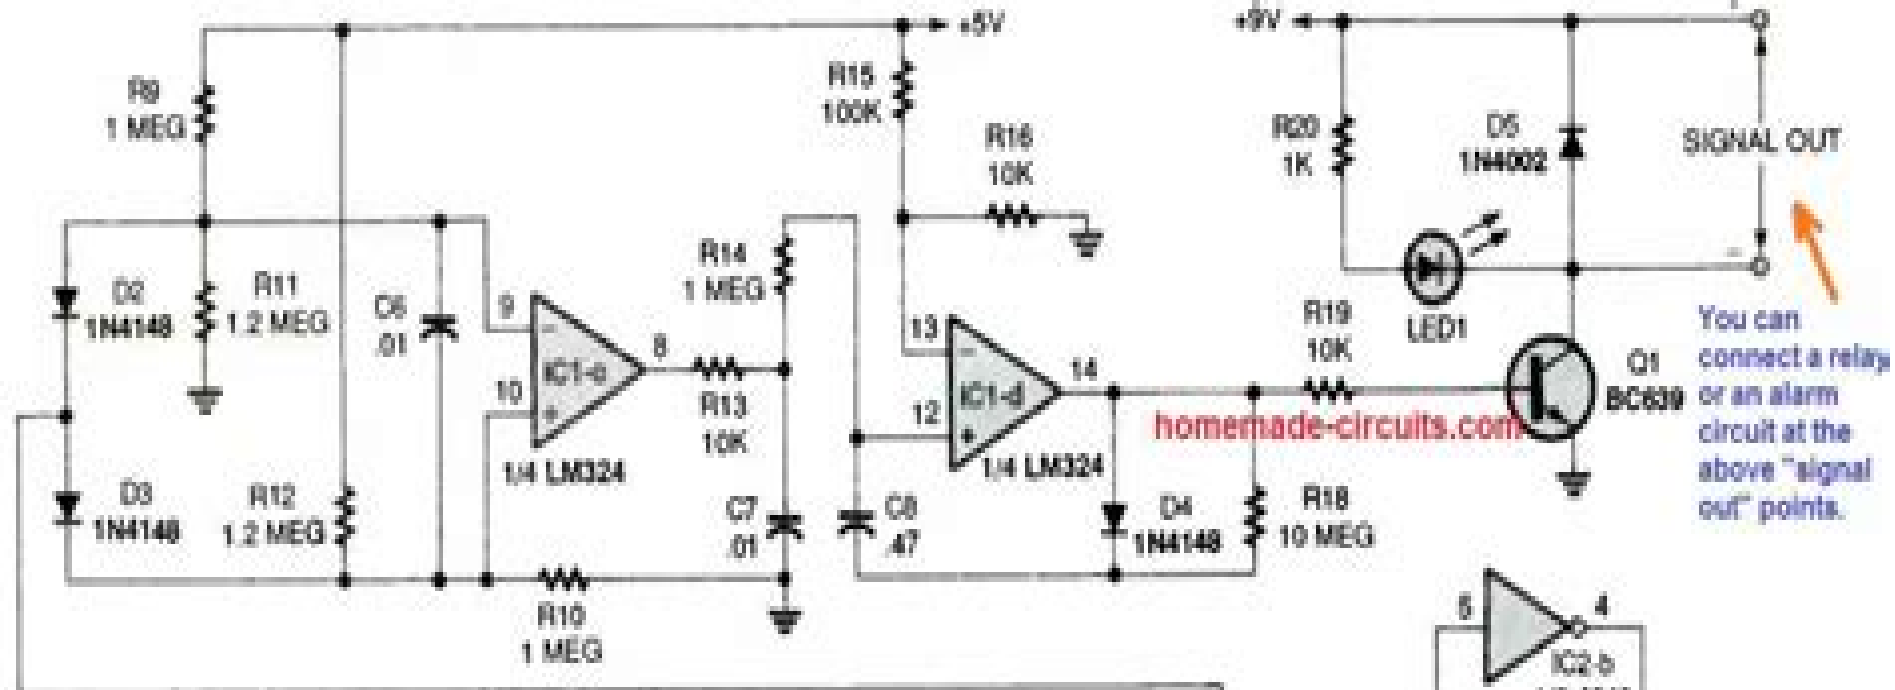 +5V
+9V
R9
1 MEG
R15
100K
R16
10K
R20
1K
D5
1N4002
SIGNAL OUT
+
R14
1 MEG
D2
1N4148
R11
1.2 MEG
C6
.01
9
-
IC1-c
8
10
+
1/4 LM324
R13
10K
13
-
IC1-d
14
12
+
1/4 LM324
LED1
-
R19
10K
Q1
BC639
You can
connect a relay
or an alarm
circuit at the
above "signal
out" points.
homemade-circuits.com
D3
1N4148
R12
1.2 MEG
C7
.01
C8
.47
D4
1N4148
R18
10 MEG
R10
1 MEG
5
4
IC2-b